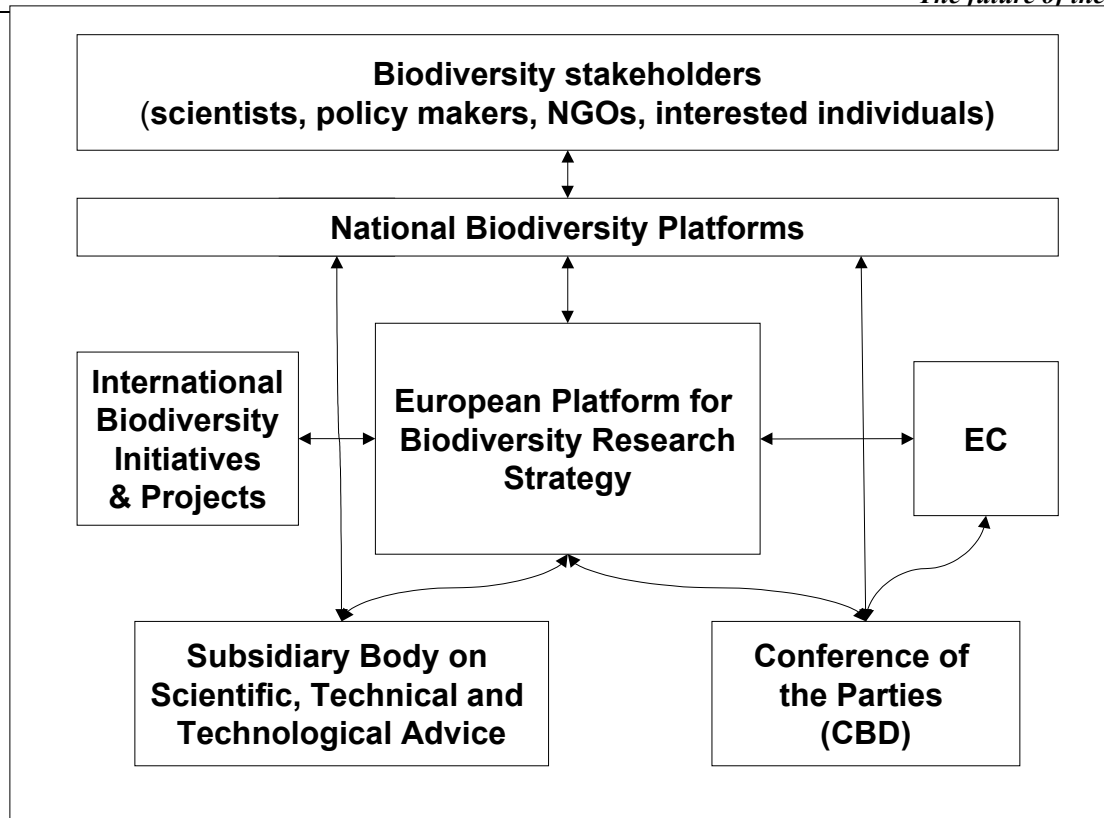 The future of the
Biodiversity stakeholders
(scientists, policy makers, NGOs, interested individuals)
National Biodiversity Platforms
International
Biodiversity
Initiatives
& Projects
European Platform for
Biodiversity Research
Strategy
EC
Subsidiary Body on
Scientific, Technical and
Technological Advice
Conference of
the Parties
(CBD)